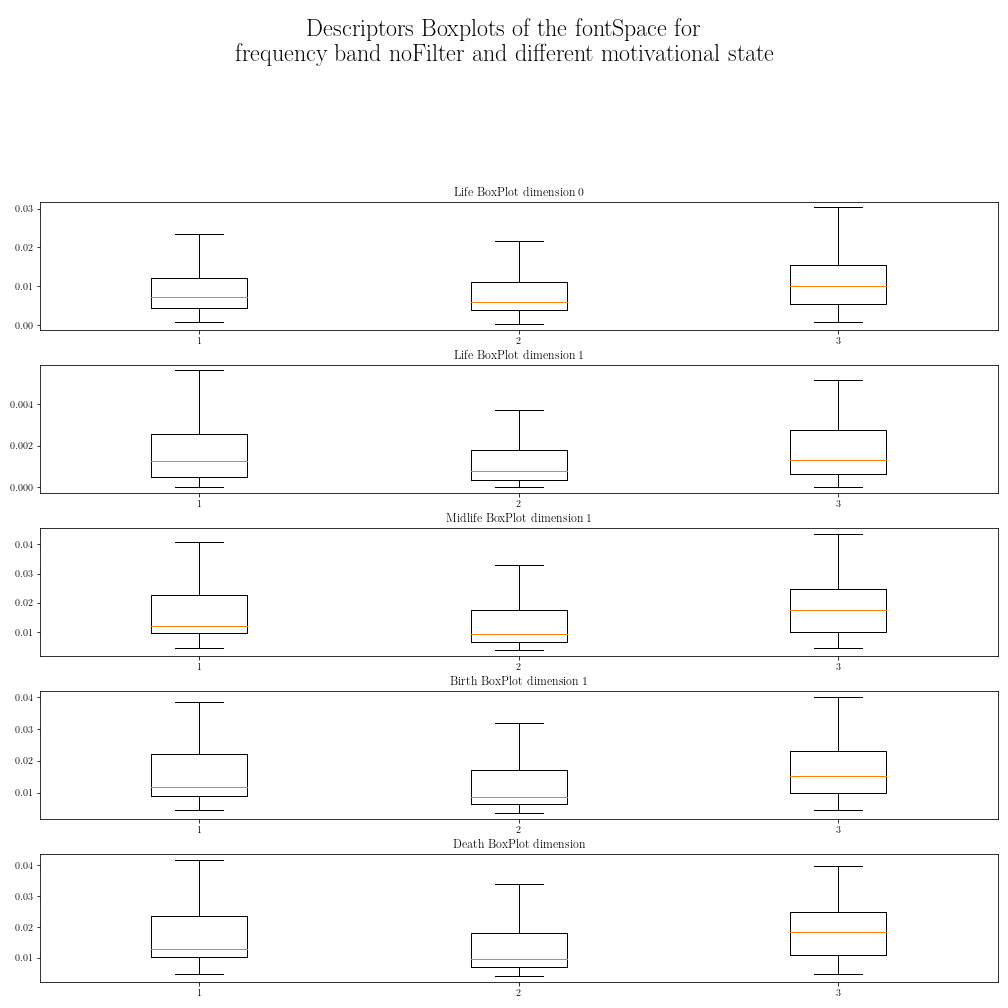 Descriptors Boxplots of the fontSpace for
frequency band noFilter and different motivational state
Life BoxPlot dimension 0
0.03
0.02
0.01
0.00
1 2 3
Life BoxPlot dimension 1
0.004
0.002
0.000
1 2 3
Midlife BoxPlot dimension 1
0.04
0.03
0.02
0.01
1 2 3
Birth BoxPlot dimension 1
0.04
0.03
0.02
0.01
1 2 3
Death BoxPlot dimension
0.04
0.03
0.02
0.01
1 2 3